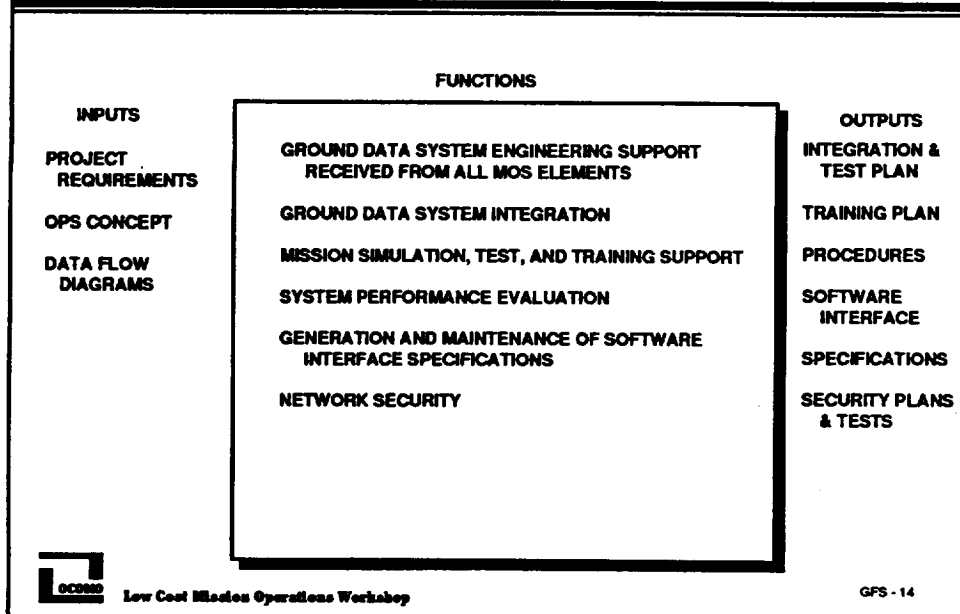 FUNCTIONS
INPUTS
PROJECT
REQUIREMENTS
OPS CONCEPT
DATA FLOW
DIAGRAMS
GROUND DATA SYSTEM ENGINEERING SUPPORT
RECEIVED FROM ALL MOS ELEMENTS
GROUND DATA SYSTEM INTEGRATION
MISSION SIMULATION, TEST, AND TRAINING SUPPORT
SYSTEM PERFORMANCE EVALUATION
GENERATION AND MAINTENANCE OF SOFTWARE
INTERFACE SPECIFICATIONS
NETWORK SECURITY
OUTPUTS
INTEGRATION &
TEST PLAN
TRAINING PLAN
PROCEDURES
SOFTWARE
INTERFACE
SPECIFICATIONS
SECURITY PLANS
& TESTS
LOCOMO
Low Cost Mission Operations Workshop
GFS - 14